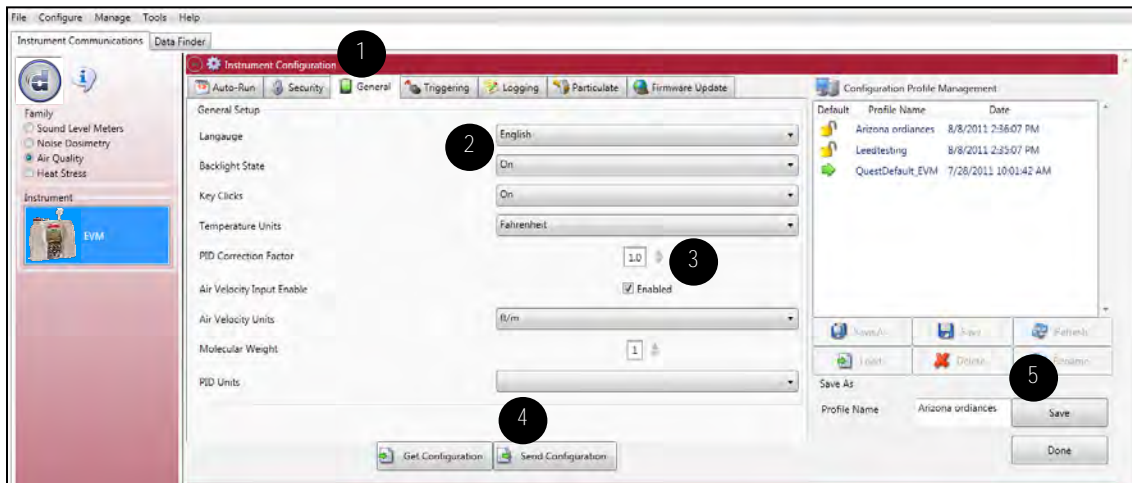 File Configure Manage Tools Help
Instrument Communications Data Finder
1
Instrument Configuration
d
i
Auto-Run Security General Triggering Logging Particulate Firmware Update
Family
Sound Level Meters
Noise Dosimetry
Air Quality
Heat Stress
Instrument
EVM
General Setup
Langauge English
2
Backlight State On
Key Clicks On
Temperature Units Fahrenheit
PID Correction Factor 1.0
3
Air Velocity Input Enable Enabled
Air Velocity Units ft/m
Molecular Weight 1
PID Units
4
Get Configuration Send Configuration
Configuration Profile Management
Default Profile Name Date
Arizona ordiances 8/8/2011 2:36:07 PM
Leedtesting 8/8/2011 2:35:07 PM
QuestDefault_EVM 7/28/2011 10:01:42 AM
Save As Save Refresh
Load Delete Rename
5
Save As
Profile Name Arizona ordiances Save
Done